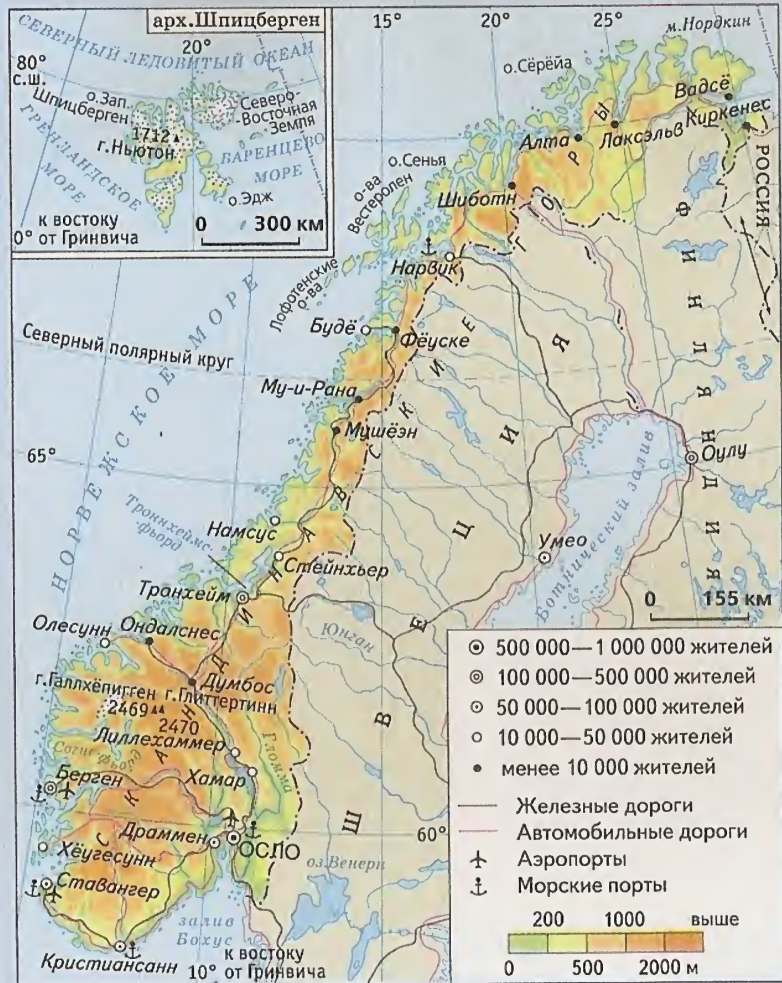 арх.Шпицберген
СЕВЕРНЫЙ ЛЕДОВИТЫЙ ОКЕАН
20°
80°
с.ш.
о.Зап.
Шпицберген
Северо-
Восточная
Земля
1712
г.Ньютон
ГРЕНЛАНДСКОЕ
МОРЕ
БАРЕНЦЕВО
МОРЕ
о.Эдж
к востоку
0° от Гринвича
0 300 км
15°
20°
25°
м.Нордкин
о.Сёрёйа
Вадсё
Киркенес
Лаксэльв
Алта
РОССИЯ
о.Сенья
о-ва
Вестеролен
Шиботн
Лофотенские
о-ва
Нарвик
Будё
Фёуске
Северный полярный круг
Му-и-Рана
Мушёэн
НОРВЕЖСКОЕ МОРЕ
СКАНДИНАВСКИЕ ГОРЫ
ШВЕЦИЯ
ФИНЛЯНДИЯ
65°
Оулу
Ботнический залив
Умео
Намсус
Тронхеймс-
фьорд
Стейнхьер
Транхейм
0 155 км
Юнган
Олесунн
Ондалснес
Думбос
г.Галлхёпигген
2469
г.Глиттертинн
2470
Лиллехаммер
Гломма
Согне-фьорд
Хамар
Берген
Драммен
ОСЛО
60°
Хёугесунн
Ставангер
оз.Венерн
залив
Бохус
Кристиансанн
10°
к востоку
от Гринвича
500 000—1 000 000 жителей
100 000—500 000 жителей
50 000—100 000 жителей
10 000—50 000 жителей
менее 10 000 жителей
Железные дороги
Автомобильные дороги
Аэропорты
Морские порты
200 1000 выше
0 500 2000 м